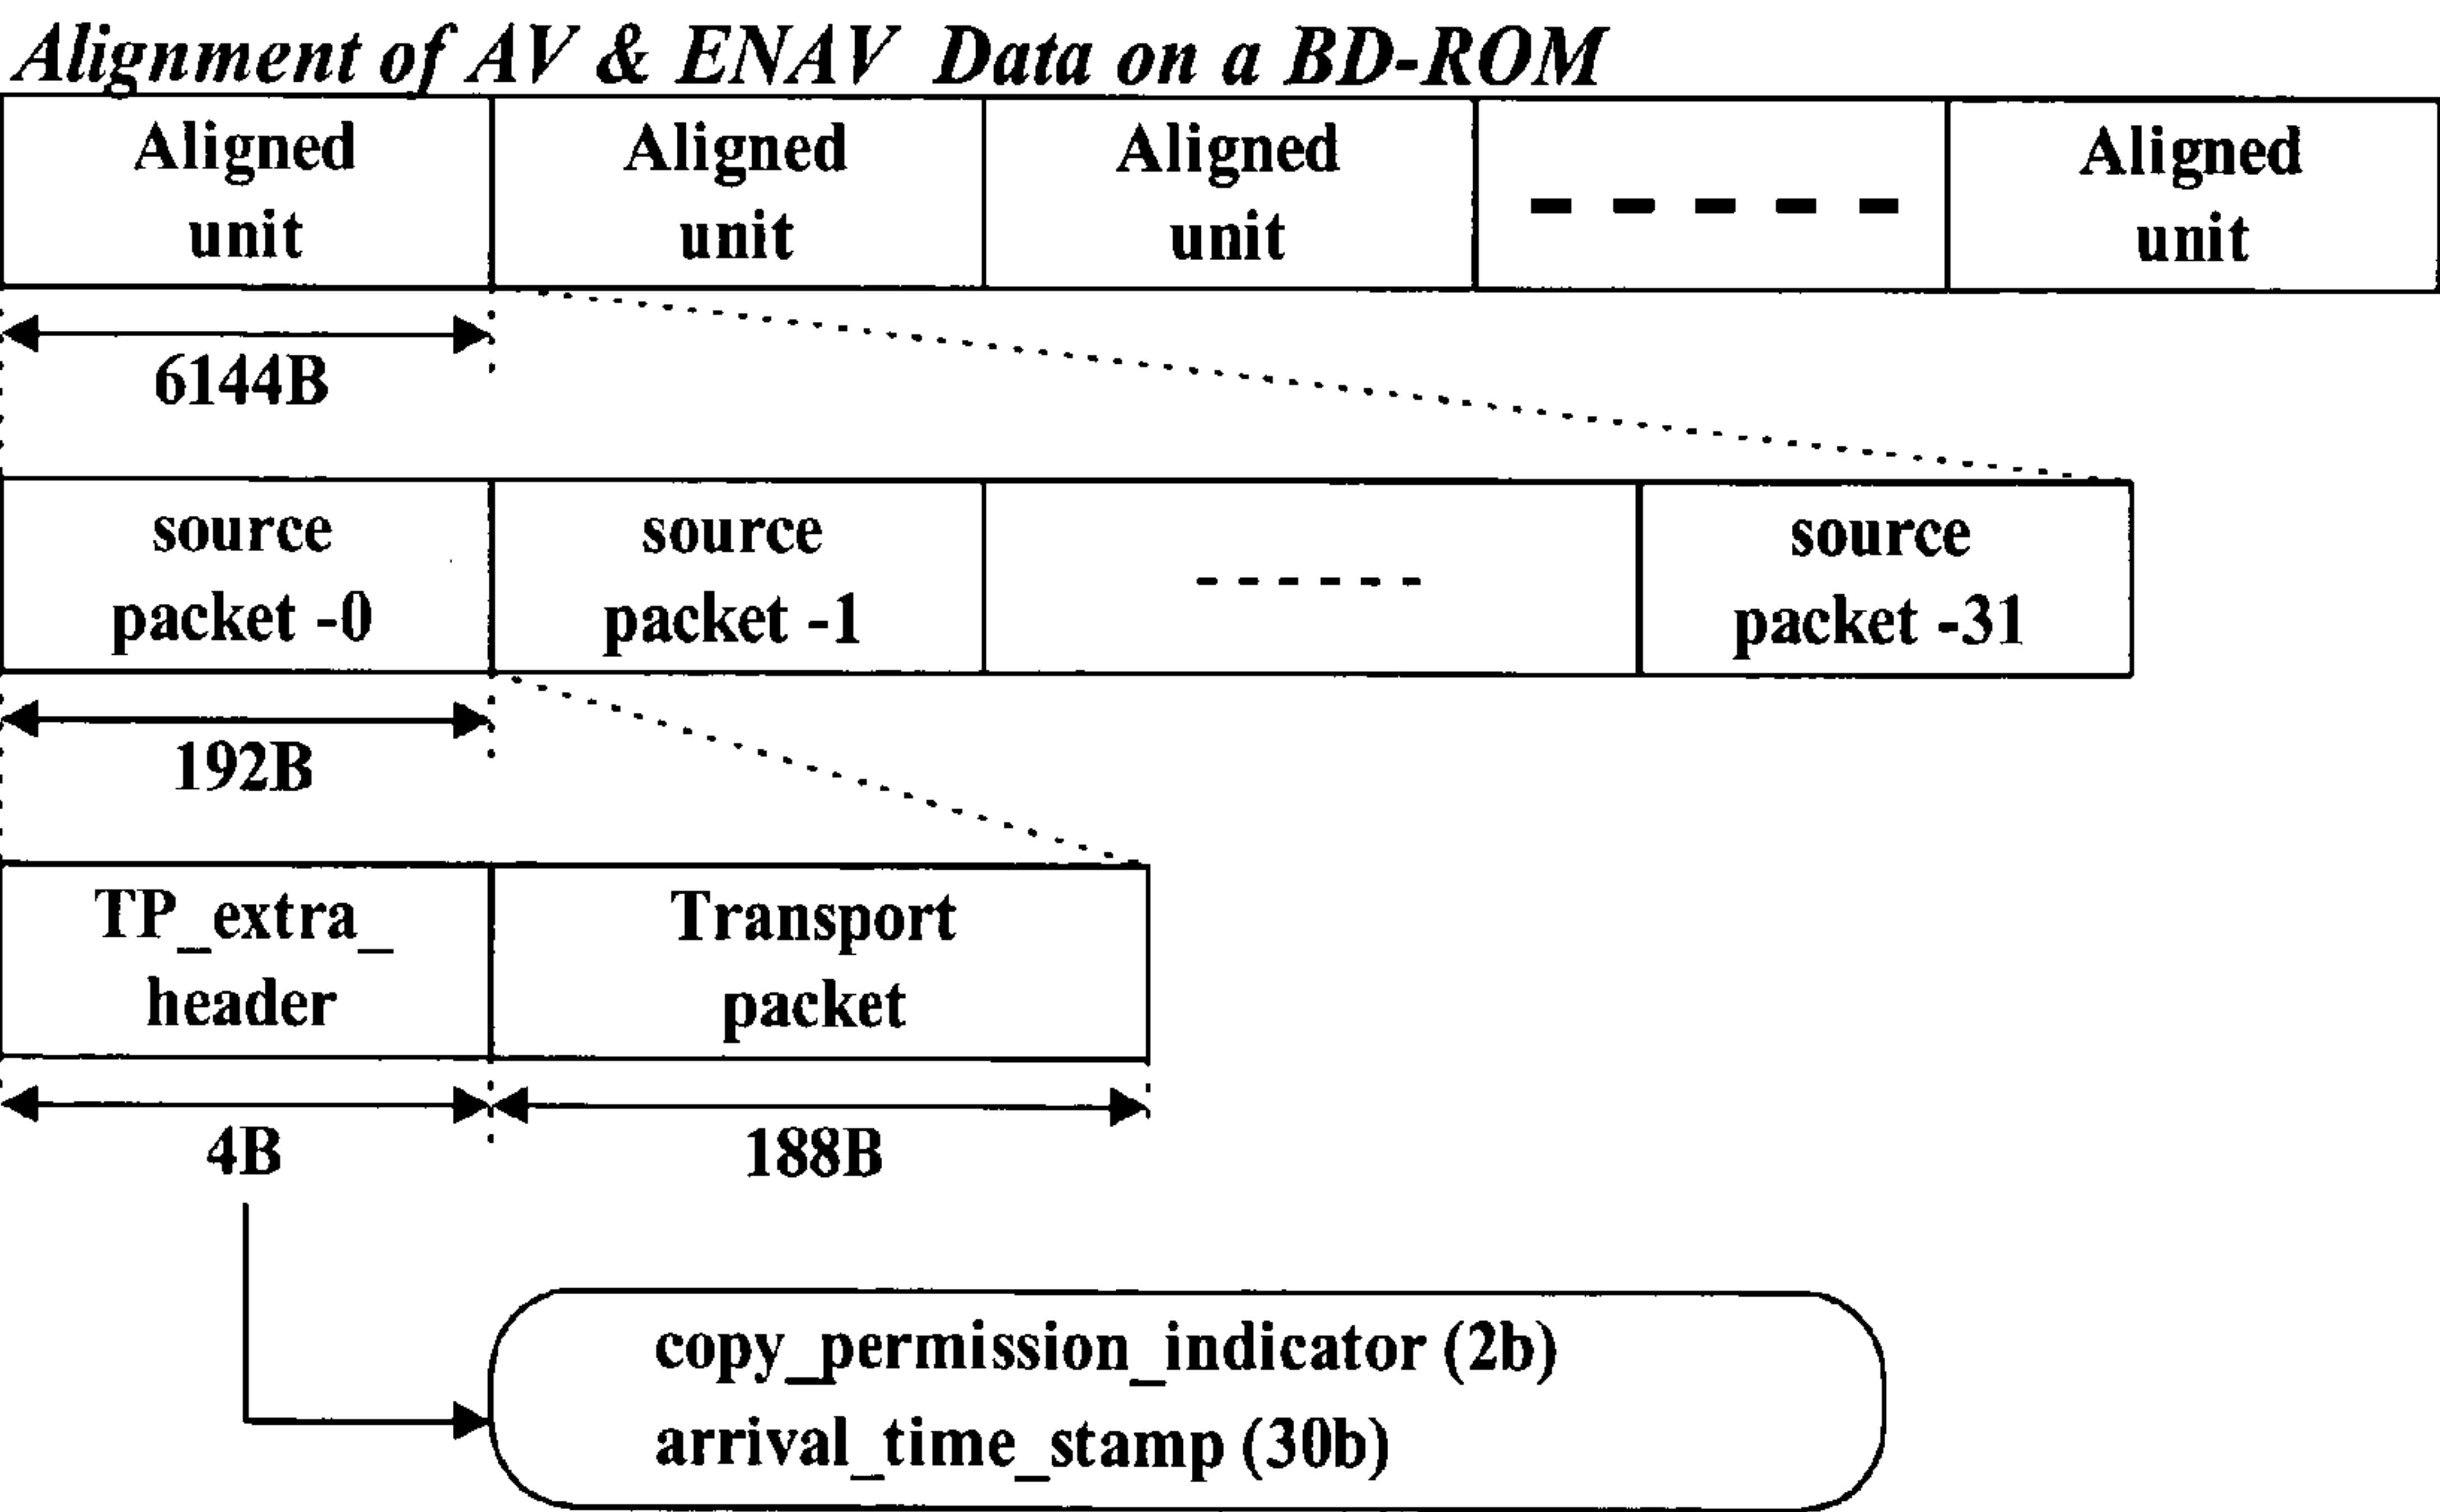 Alignment of AV & ENAV Data on a BD-ROM
Aligned
unit
Aligned
unit
Aligned
unit
Aligned
unit
6144B
source
packet -0
source
packet -1
source
packet -31
192B
TP_extra_
header
Transport
packet
4B
188B
copy_permission_indicator (2b)
arrival_time_stamp (30b)